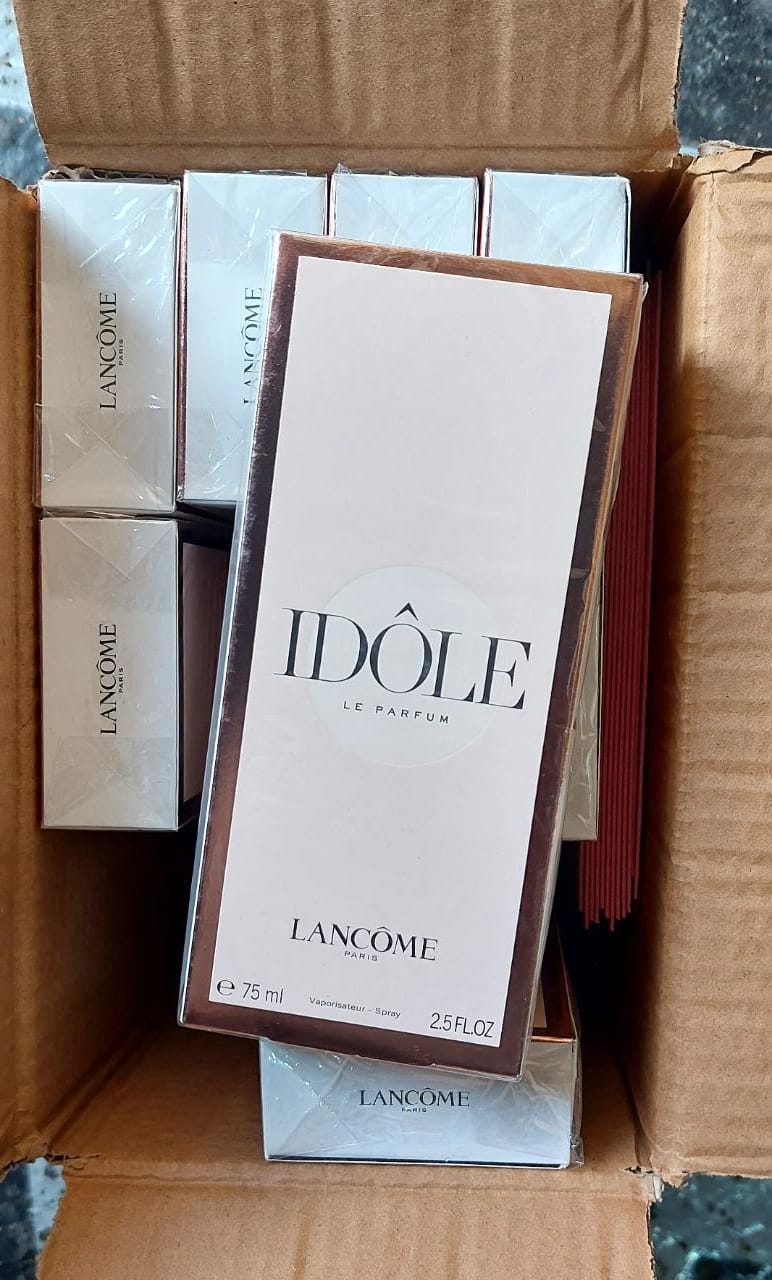 LANCÔME
PARIS
LANCÔME
IDÔLE
LE PARFUM
LANCÔME
PARIS
LANCÔME
PARIS
e 75 ml
Vaporisateur - Spray
2.5 FL.OZ
LANCÔME
PARIS